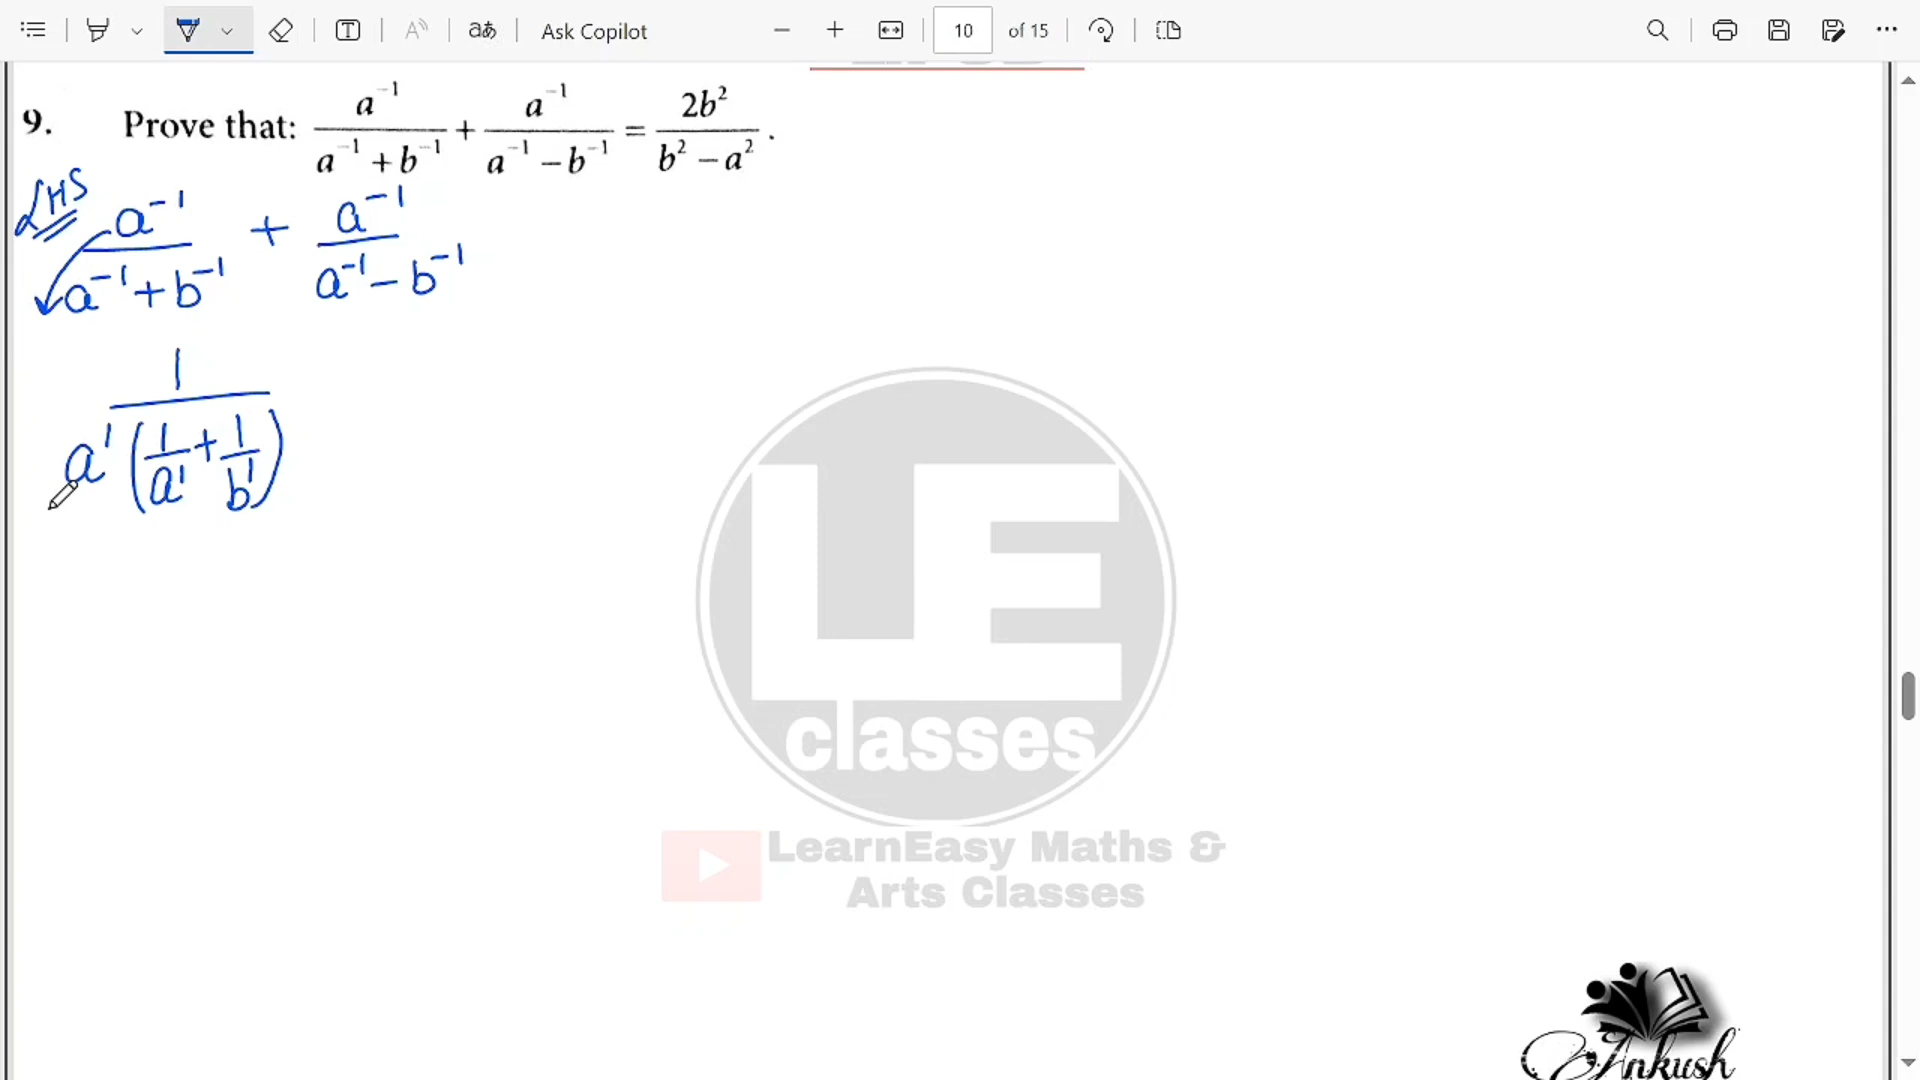 Ask Copilot 10 of 15
9. Prove that: a⁻¹/(a⁻¹ + b⁻¹) + a⁻¹/(a⁻¹ − b⁻¹) = 2b²/(b² − a²).
LHS
a⁻¹/(a⁻¹ + b⁻¹) + a⁻¹/(a⁻¹ − b⁻¹)
1/(a¹(1/a¹ + 1/b¹))
LE
classes
LearnEasy Maths &
Arts Classes
Ankush